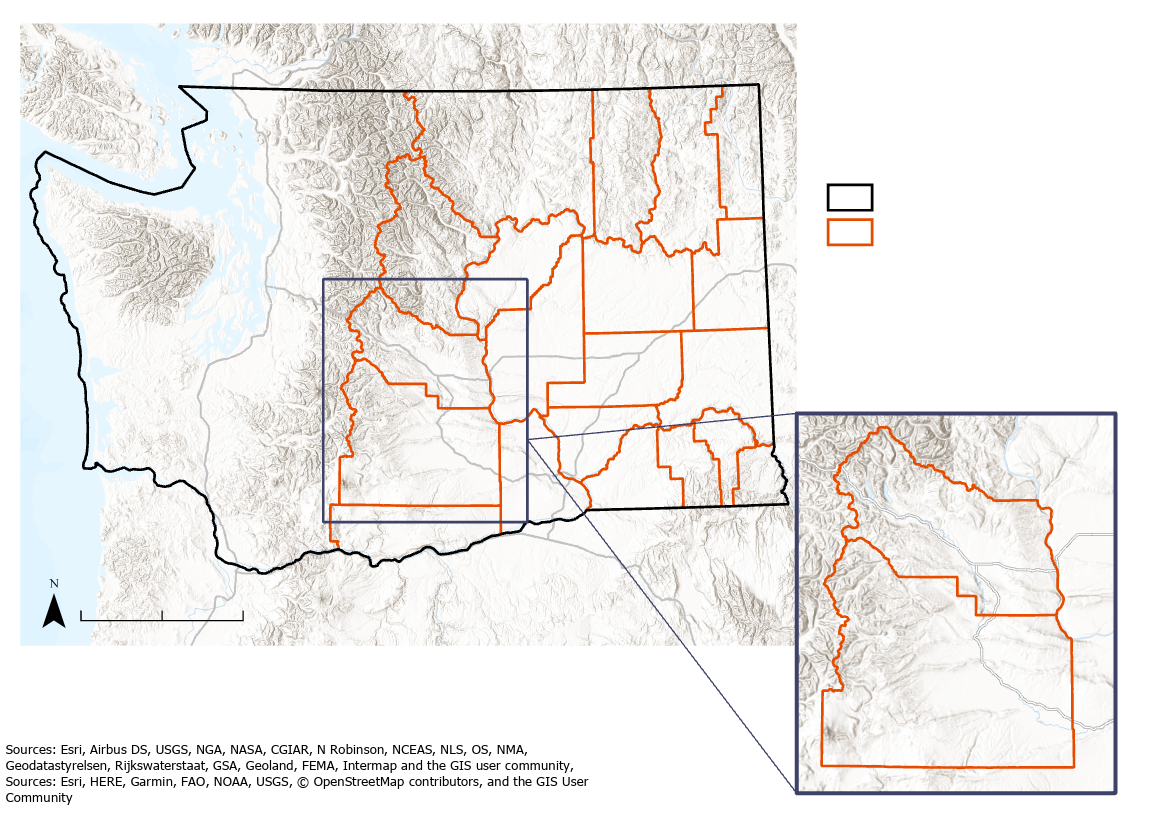 N
Sources: Esri, Airbus DS, USGS, NGA, NASA, CGIAR, N Robinson, NCEAS, NLS, OS, NMA,
Geodatastyrelsen, Rijkswaterstaat, GSA, Geoland, FEMA, Intermap and the GIS user community,
Sources: Esri, HERE, Garmin, FAO, NOAA, USGS, © OpenStreetMap contributors, and the GIS User
Community